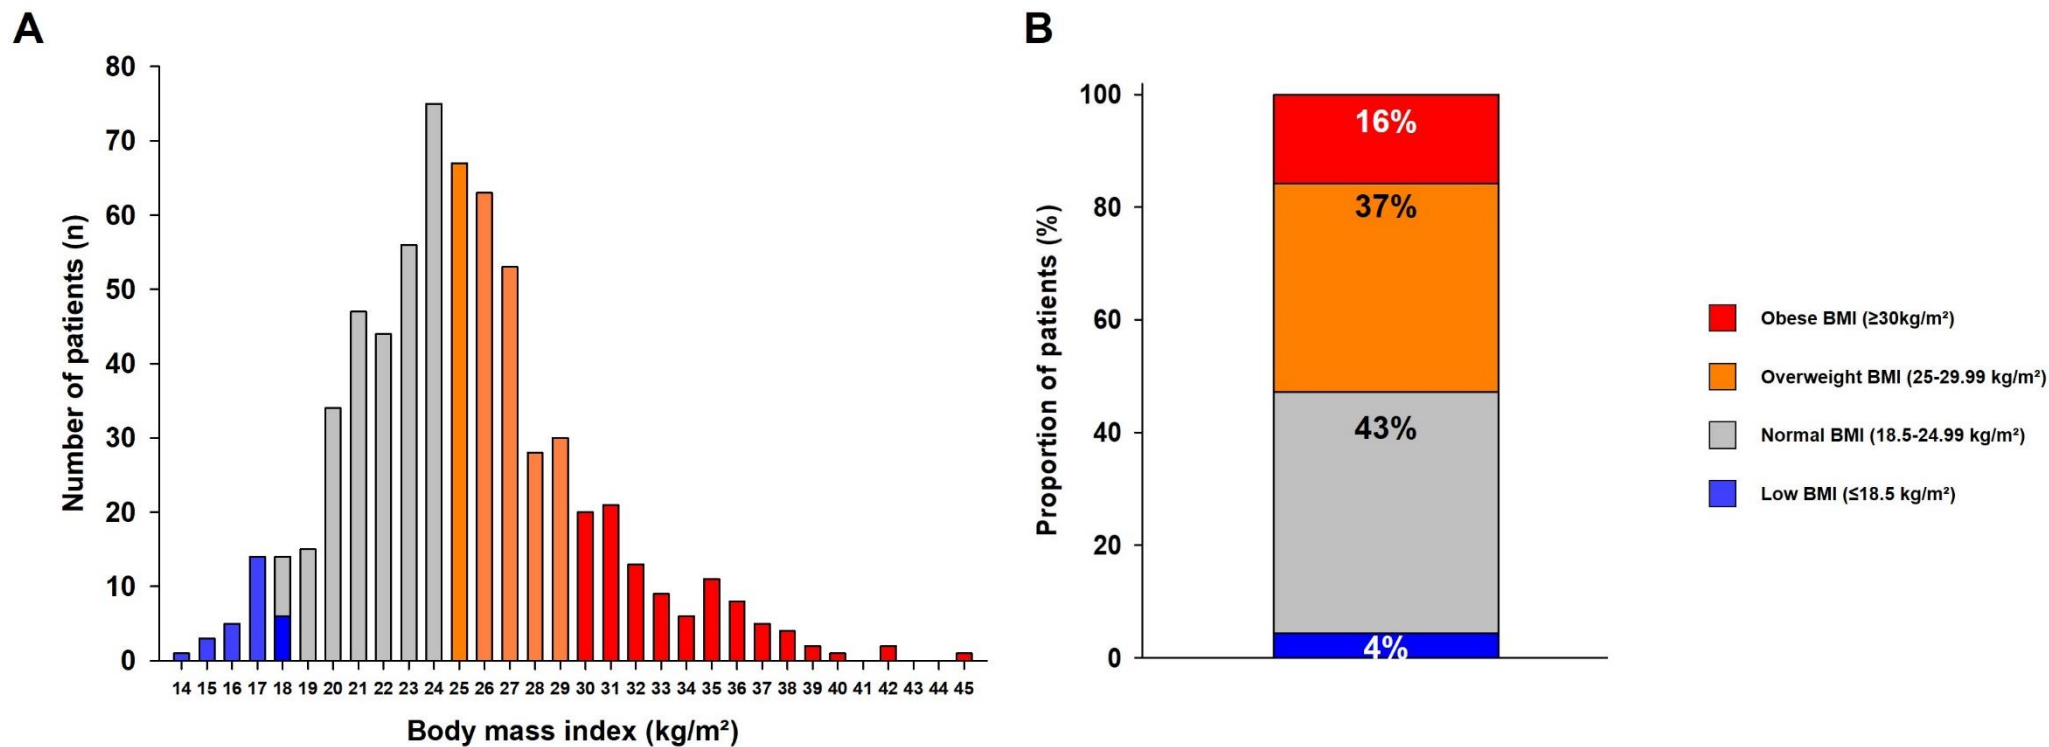 A
80
70
60
50
40
30
20
10
0
Number of patients (n)
14 15 16 17 18 19 20 21 22 23 24 25 26 27 28 29 30 31 32 33 34 35 36 37 38 39 40 41 42 43 44 45
Body mass index (kg/m²)
B
100
80
60
40
20
0
Proportion of patients (%)
16%
37%
43%
4%
Obese BMI (≥30kg/m²)
Overweight BMI (25-29.99 kg/m²)
Normal BMI (18.5-24.99 kg/m²)
Low BMI (≤18.5 kg/m²)